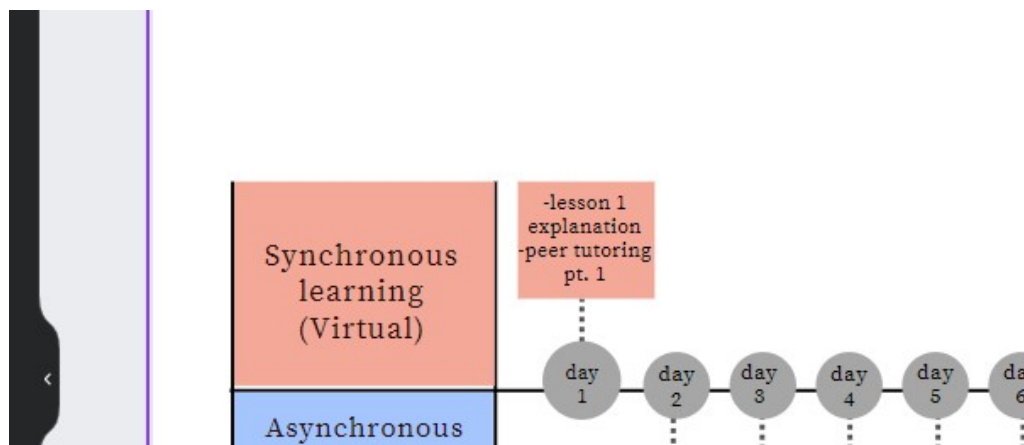 Synchronous
learning
(Virtual)
-lesson 1
explanation
-peer tutoring
pt. 1
day
1
day
2
day
3
day
4
day
5
6
Asynchronous